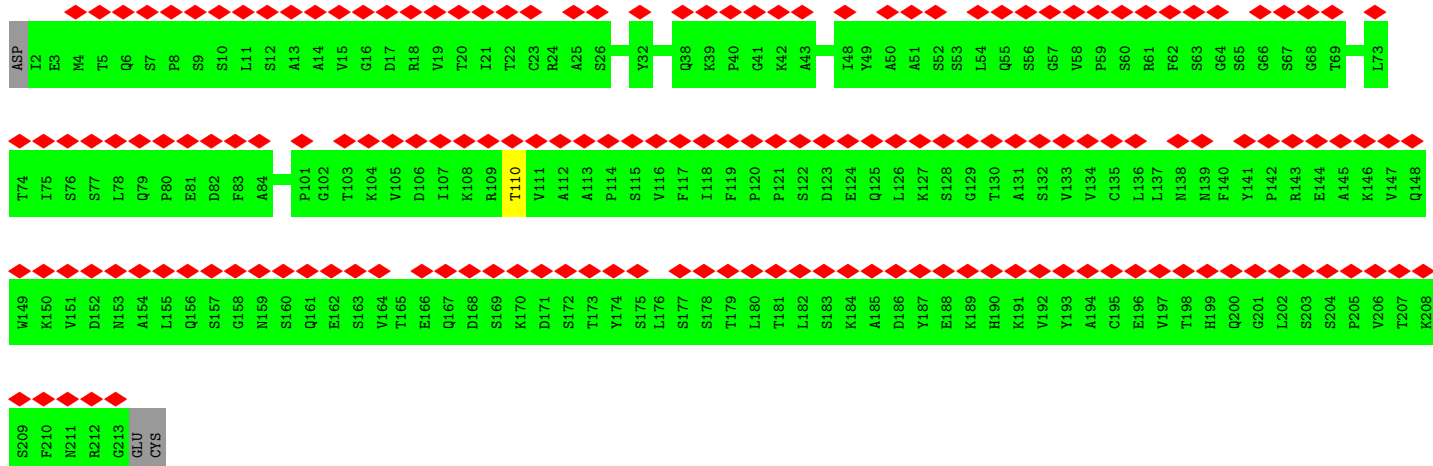 ASP I2 E3 M4 T5 Q6 S7 P8 S9 S10 L11 S12 A13 A14 V15 G16 D17 R18 V19 T20 I21 T22 C23 R24 A25 S26 Y32 Q38 K39 P40 G41 K42 A43 I48 Y49 A50 A51 S52 S53 L54 Q55 S56 G57 V58 P59 S60 R61 F62 S63 G64 S65 G66 S67 G68 T69 L73
T74 I75 S76 S77 L78 Q79 P80 E81 D82 F83 A84 P101 G102 T103 K104 V105 D106 I107 K108 R109 T110 V111 A112 A113 P114 S115 V116 F117 I118 F119 P120 P121 S122 D123 E124 Q125 L126 K127 S128 G129 T130 A131 S132 V133 V134 C135 L136 L137 N138 N139 F140 Y141 P142 R143 E144 A145 K146 V147 Q148
W149 K150 V151 D152 N153 A154 L155 Q156 S157 G158 N159 S160 Q161 E162 S163 V164 T165 E166 Q167 D168 S169 K170 D171 S172 T173 Y174 S175 L176 S177 S178 T179 L180 T181 L182 S183 K184 A185 D186 Y187 E188 K189 H190 K191 V192 Y193 A194 C195 E196 V197 T198 H199 Q200 G201 L202 S203 S204 P205 V206 T207 K208
S209 F210 N211 R212 G213 GLU CYS